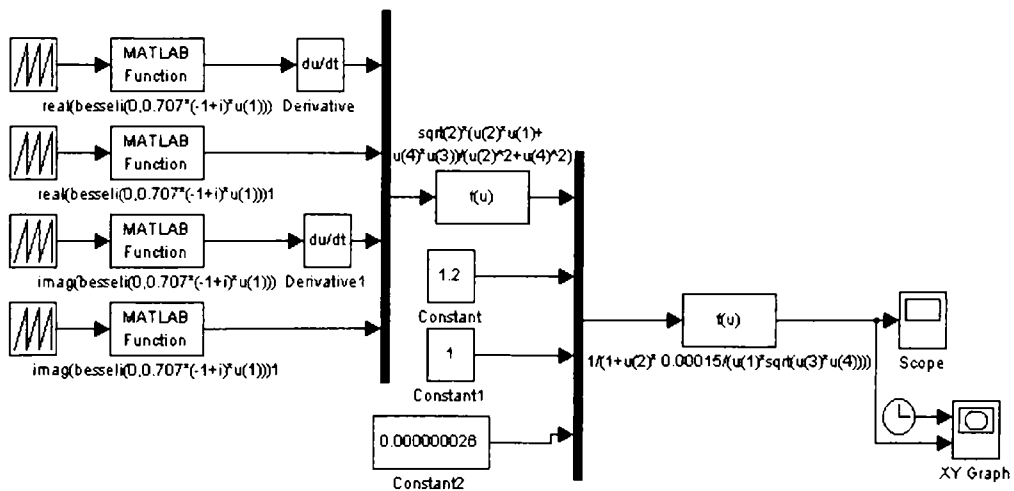 MATLAB
Function
du/dt
real(besseli(0,0.707*(-1+i)*u(1))) Derivative
MATLAB
Function
real(besseli(0,0.707*(-1+i)*u(1)))1
MATLAB
Function
du/dt
imag(besseli(0,0.707*(-1+i)*u(1))) Derivative1
MATLAB
Function
imag(besseli(0,0.707*(-1+i)*u(1)))1
sqrt(2)*(u(2)*u(1)+
u(4)*u(3))/(u(2)^2+u(4)^2)
f(u)
1.2
Constant
1
Constant1
0.000000026
Constant2
f(u)
1/(1+u(2)* 0.00015/(u(1)*sqrt(u(3)*u(4))))
Scope
XY Graph